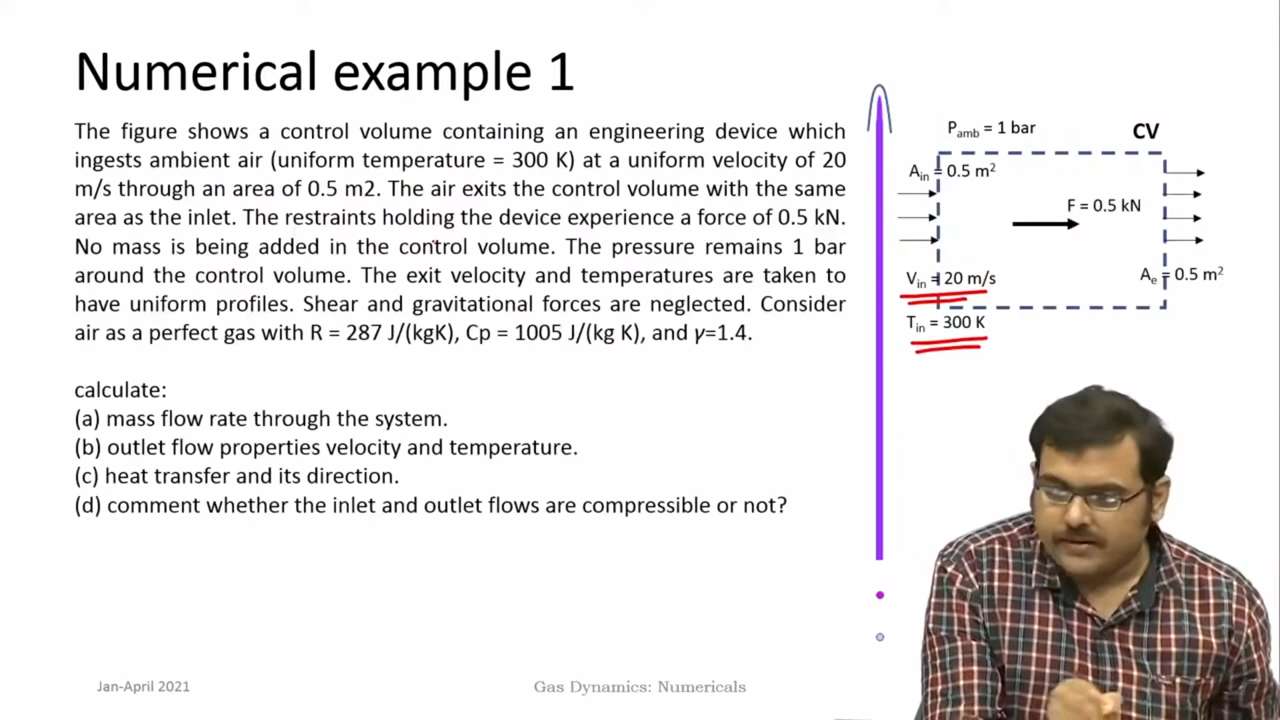 Numerical example 1
The figure shows a control volume containing an engineering device which
ingests ambient air (uniform temperature = 300 K) at a uniform velocity of 20
m/s through an area of 0.5 m2. The air exits the control volume with the same
area as the inlet. The restraints holding the device experience a force of 0.5 kN.
No mass is being added in the control volume. The pressure remains 1 bar
around the control volume. The exit velocity and temperatures are taken to
have uniform profiles. Shear and gravitational forces are neglected. Consider
air as a perfect gas with R = 287 J/(kgK), Cp = 1005 J/(kg K), and γ=1.4.
calculate:
(a) mass flow rate through the system.
(b) outlet flow properties velocity and temperature.
(c) heat transfer and its direction.
(d) comment whether the inlet and outlet flows are compressible or not?
P_amb = 1 bar
CV
A_in = 0.5 m²
F = 0.5 kN
V_in = 20 m/s
A_e = 0.5 m²
T_in = 300 K
Jan-April 2021
Gas Dynamics: Numericals